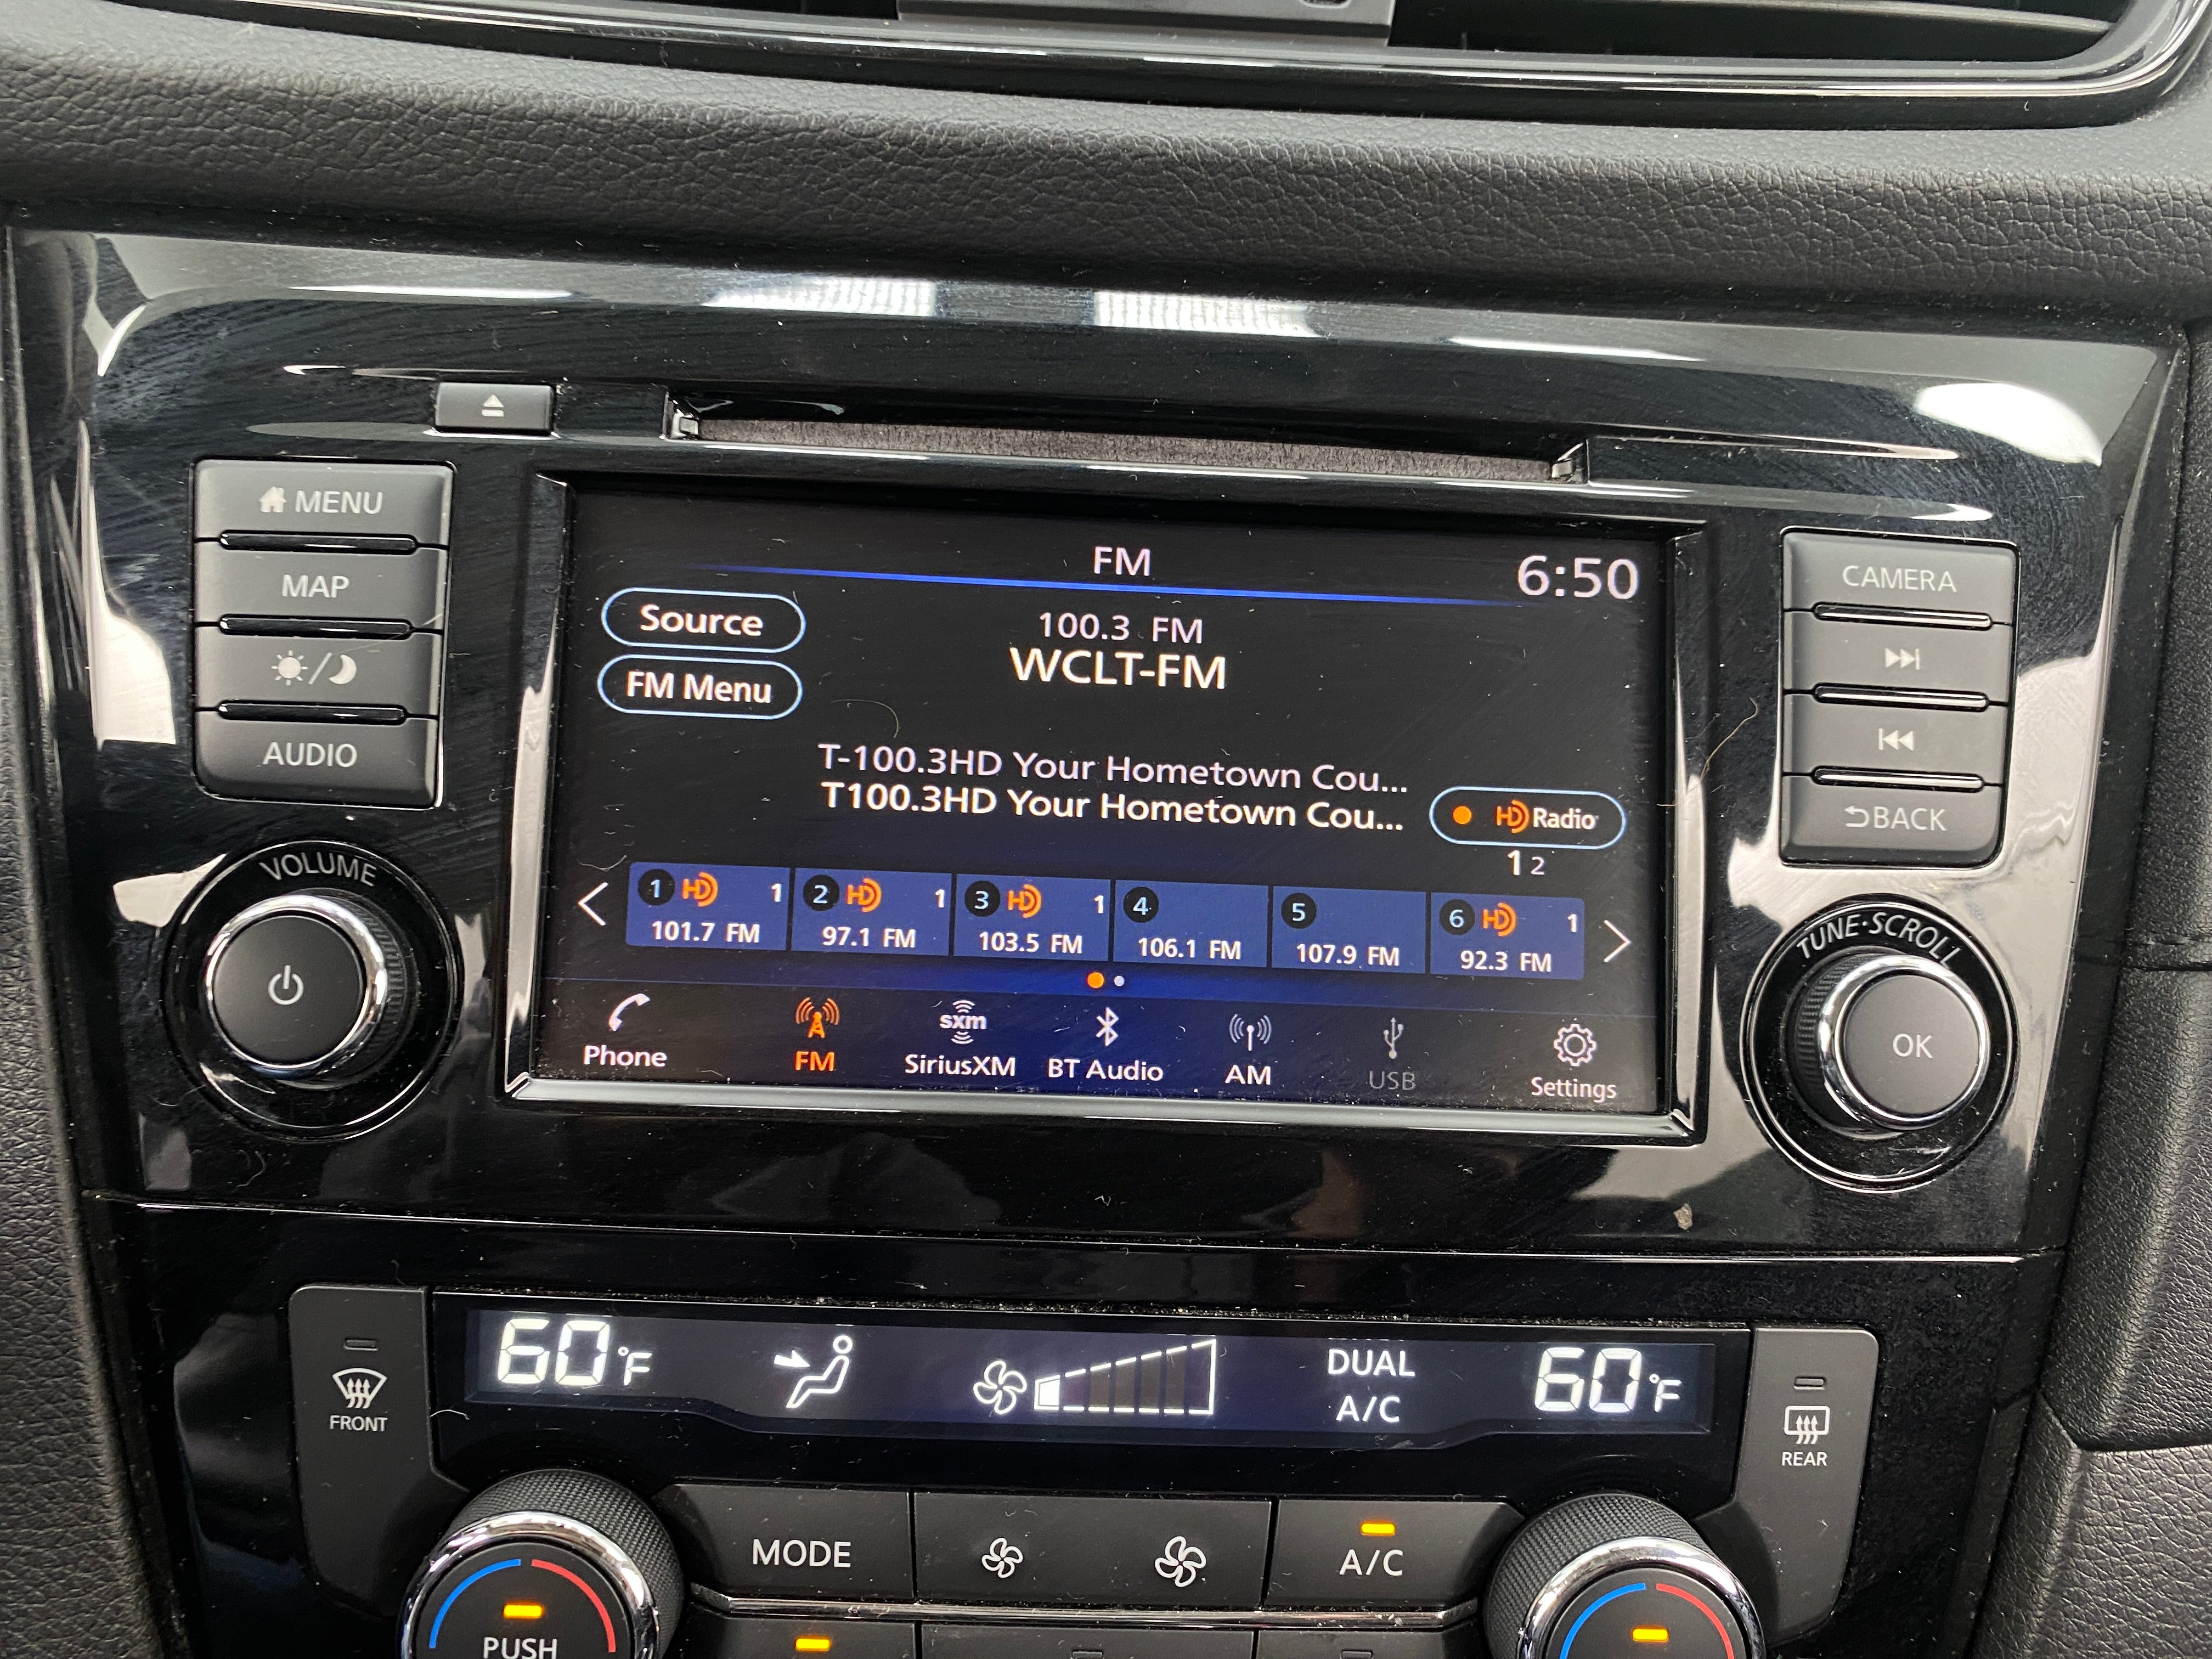 MENU
MAP
AUDIO
VOLUME
FM
6:50
Source
FM Menu
100.3 FM
WCLT-FM
T-100.3HD Your Hometown Cou...
T100.3HD Your Hometown Cou...
HD Radio
1 2
1 HD 1
101.7 FM
2 HD 1
97.1 FM
3 HD 1
103.5 FM
4
106.1 FM
5
107.9 FM
6 HD 1
92.3 FM
Phone
FM
sxm
SiriusXM
BT Audio
AM
USB
Settings
CAMERA
BACK
TUNE·SCROLL
OK
FRONT
60°F
DUAL
A/C
60°F
REAR
MODE
A/C
PUSH